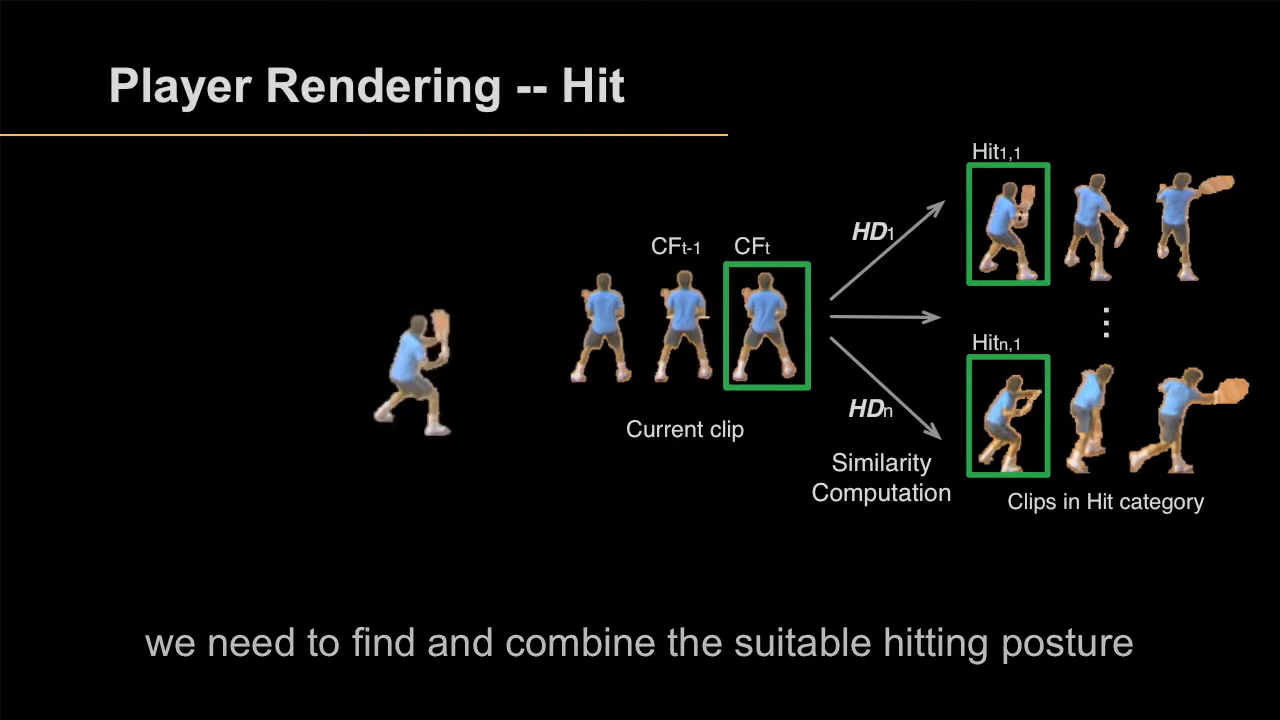 Player Rendering -- Hit
Hit1,1
HD1
CFt-1
CFt
Hitn,1
HDn
Current clip
Similarity
Computation
Clips in Hit category
we need to find and combine the suitable hitting posture